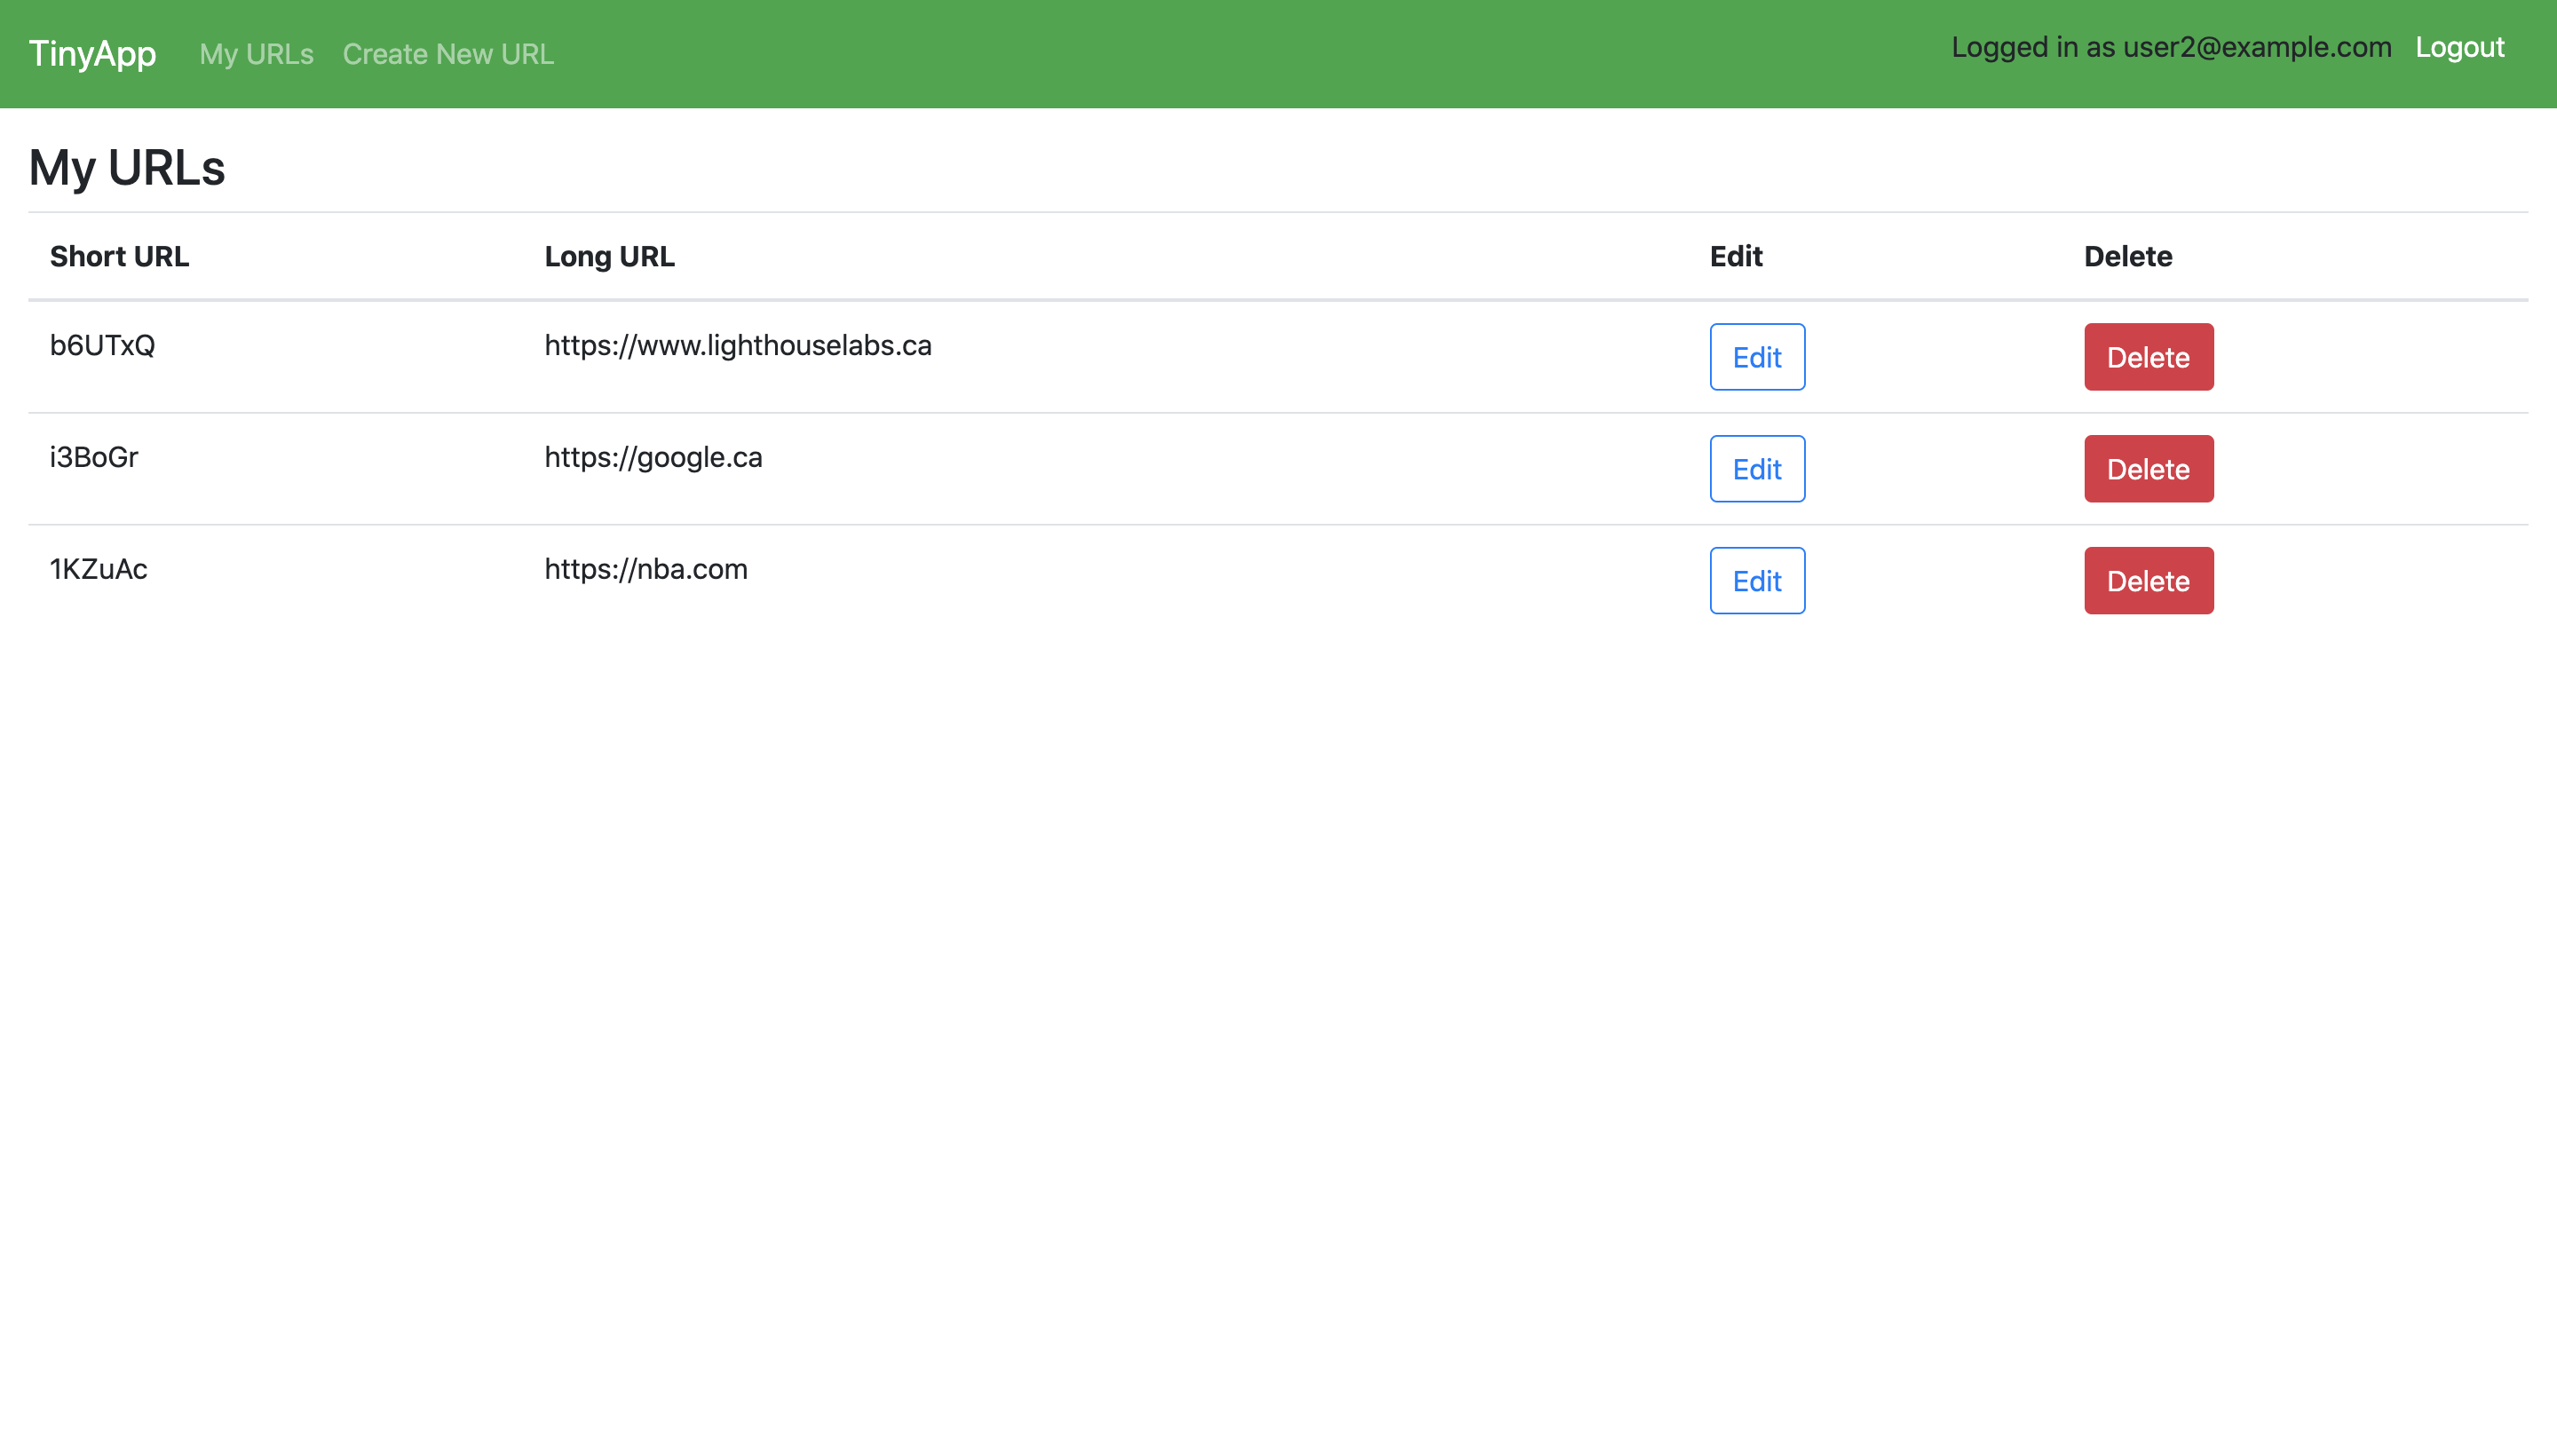 TinyApp My URLs Create New URL Logged in as user2@example.com Logout
My URLs
Short URL Long URL Edit Delete
b6UTxQ https://www.lighthouselabs.ca Edit Delete
i3BoGr https://google.ca Edit Delete
1KZuAc https://nba.com Edit Delete